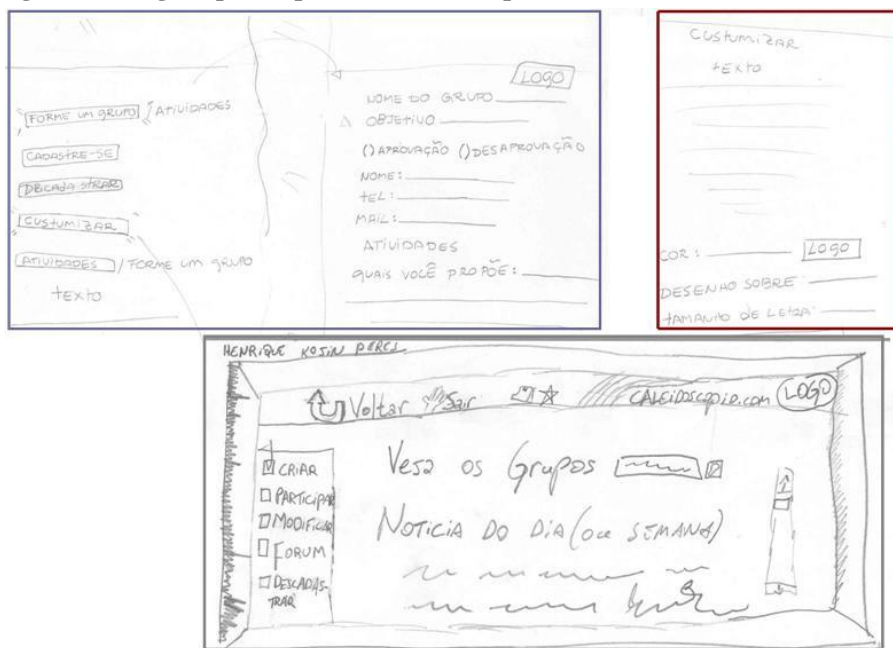 FORME UM GRUPO / ATIVIDADES
CADASTRE-SE
CUSTUMIZAR
ATIVIDADES / FORME UM GRUPO
TEXTO
LOGO
NOME DO GRUPO
OBJETIVO
() APROVAÇÃO () DESAPROVAÇÃO
NOME:
TEL:
MAIL:
ATIVIDADES
QUAIS VOCÊ PROPÕE:
CUSTUMIZAR
TEXTO
COR: LOGO
DESENHO SOBRE:
TAMANHO DE LETRA:
HENRIQUE PERES
Voltar Sair CALEIDOSCOPIO.COM LOGO
CRIAR
PARTICIPAR
MODIFICAR
FORUM
DESCADAS-
TRAR
Veja os Grupos
NOTICIA DO DIA (ou SEMANA)